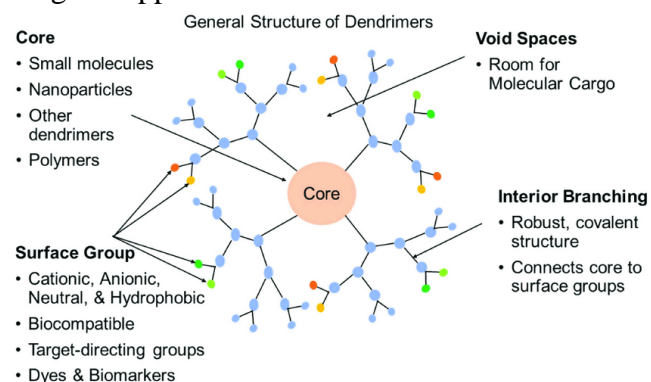 General Structure of Dendrimers
Core
• Small molecules
• Nanoparticles
• Other
dendrimers
• Polymers
Void Spaces
• Room for
Molecular Cargo
Core
Interior Branching
• Robust, covalent
structure
• Connects core to
surface groups
Surface Group
• Cationic, Anionic,
Neutral, & Hydrophobic
• Biocompatible
• Target-directing groups
• Dyes & Biomarkers